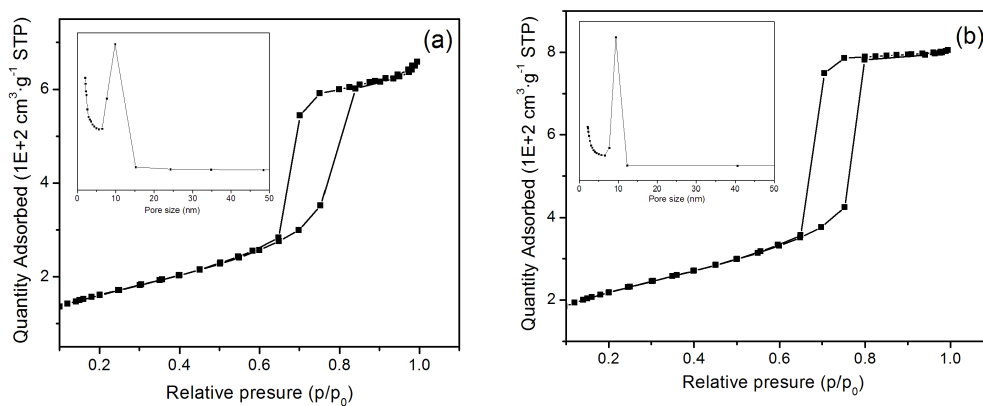 (a)
Quantity Adsorbed (1E+2 cm³·g⁻¹ STP)
2
4
6
0.2 0.4 0.6 0.8 1.0
Relative presure (p/p₀)
0 10 20 30 40 50
Pore size (nm)
(b)
Quantity Adsorbed (1E+2 cm³·g⁻¹ STP)
2
4
6
8
0.2 0.4 0.6 0.8 1.0
Relative presure (p/p₀)
0 10 20 30 40 50
Pore size (nm)